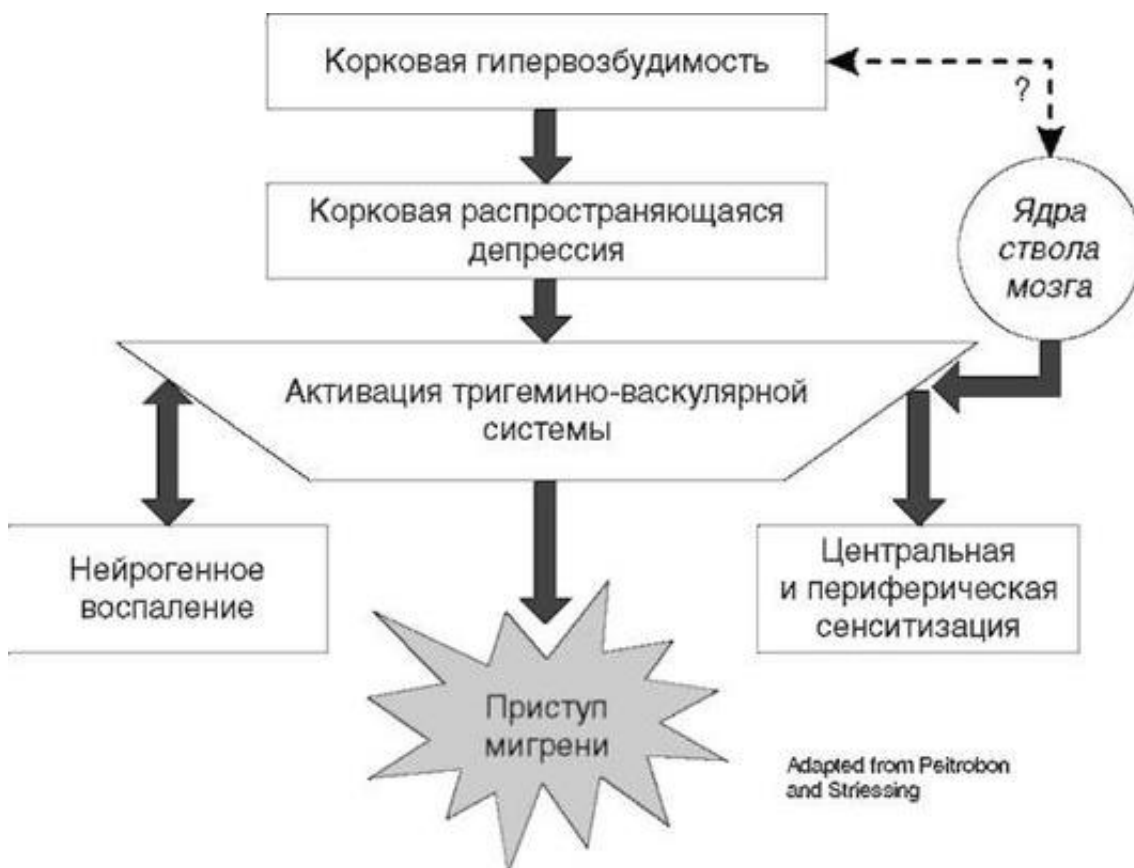 Корковая гипервозбудимость
?
Корковая распространяющаяся
депрессия
Ядра
ствола
мозга
Активация тригемино-васкулярной
системы
Нейрогенное
воспаление
Центральная
и периферическая
сенситизация
Приступ
мигрени
Adapted from Peitrobon
and Striessing